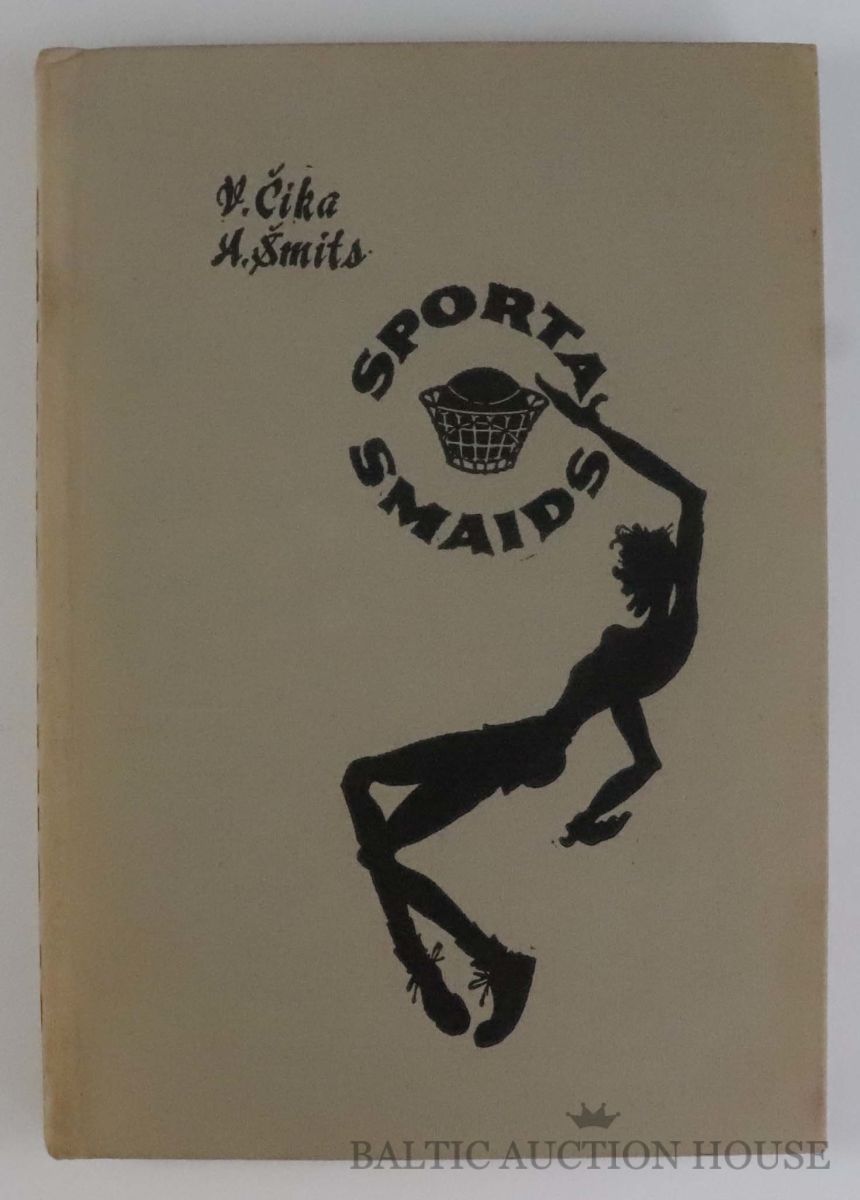 V. Čika
A. Šmits
SPORTA
SMAIDS
BALTIC AUCTION HOUSE